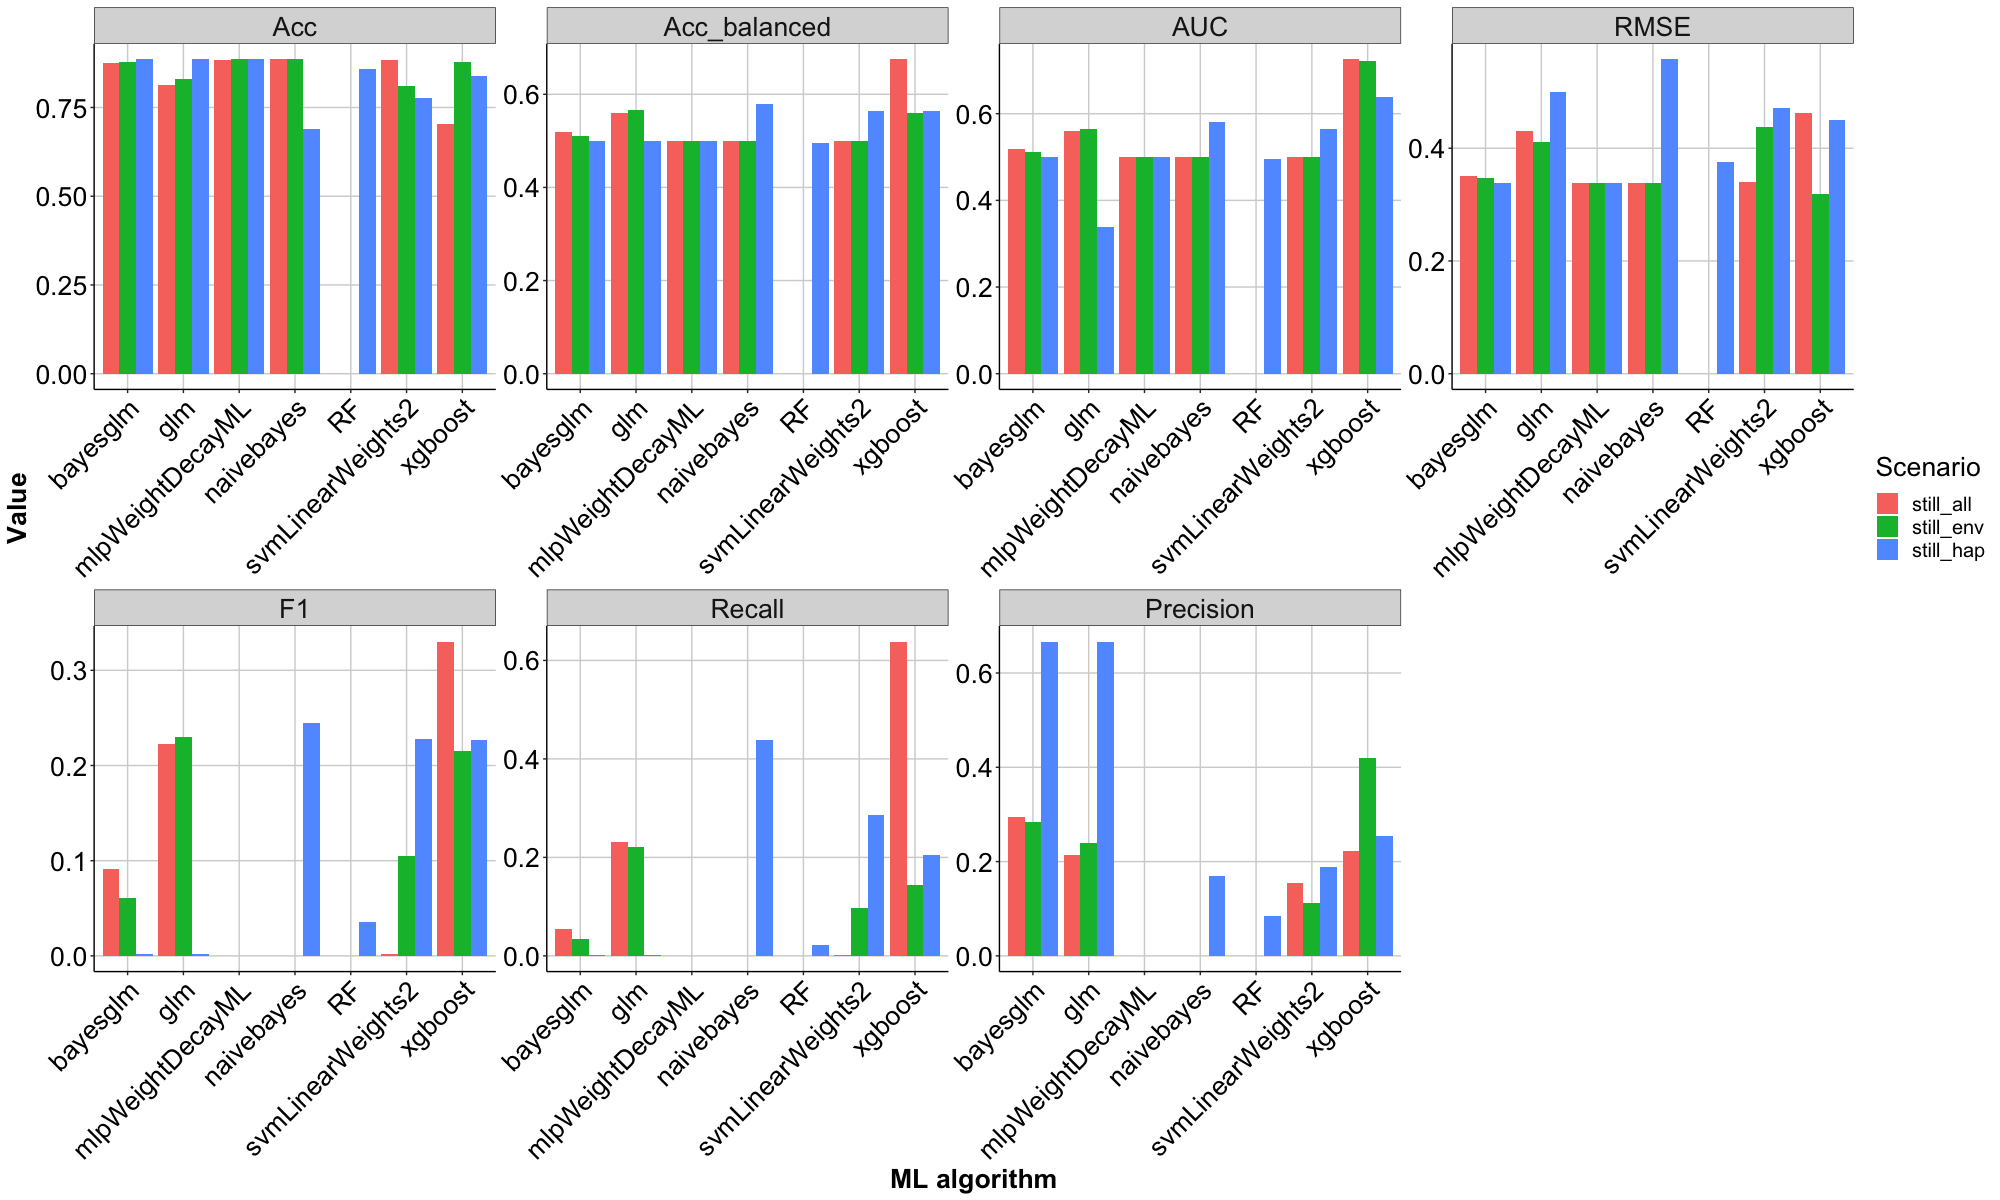 Acc
Acc_balanced
AUC
RMSE
0.75
0.50
0.25
0.00
0.6
0.4
0.2
0.0
0.6
0.4
0.2
0.0
0.4
0.2
0.0
bayesglm
glm
mlpWeightDecayML
naivebayes
RF
svmLinearWeights2
xgboost
bayesglm
glm
mlpWeightDecayML
naivebayes
RF
svmLinearWeights2
xgboost
bayesglm
glm
mlpWeightDecayML
naivebayes
RF
svmLinearWeights2
xgboost
bayesglm
glm
mlpWeightDecayML
naivebayes
RF
svmLinearWeights2
xgboost
Value
Scenario
still_all
still_env
still_hap
F1
Recall
Precision
0.3
0.2
0.1
0.0
0.6
0.4
0.2
0.0
0.6
0.4
0.2
0.0
bayesglm
glm
mlpWeightDecayML
naivebayes
RF
svmLinearWeights2
xgboost
bayesglm
glm
mlpWeightDecayML
naivebayes
RF
svmLinearWeights2
xgboost
bayesglm
glm
mlpWeightDecayML
naivebayes
RF
svmLinearWeights2
xgboost
ML algorithm